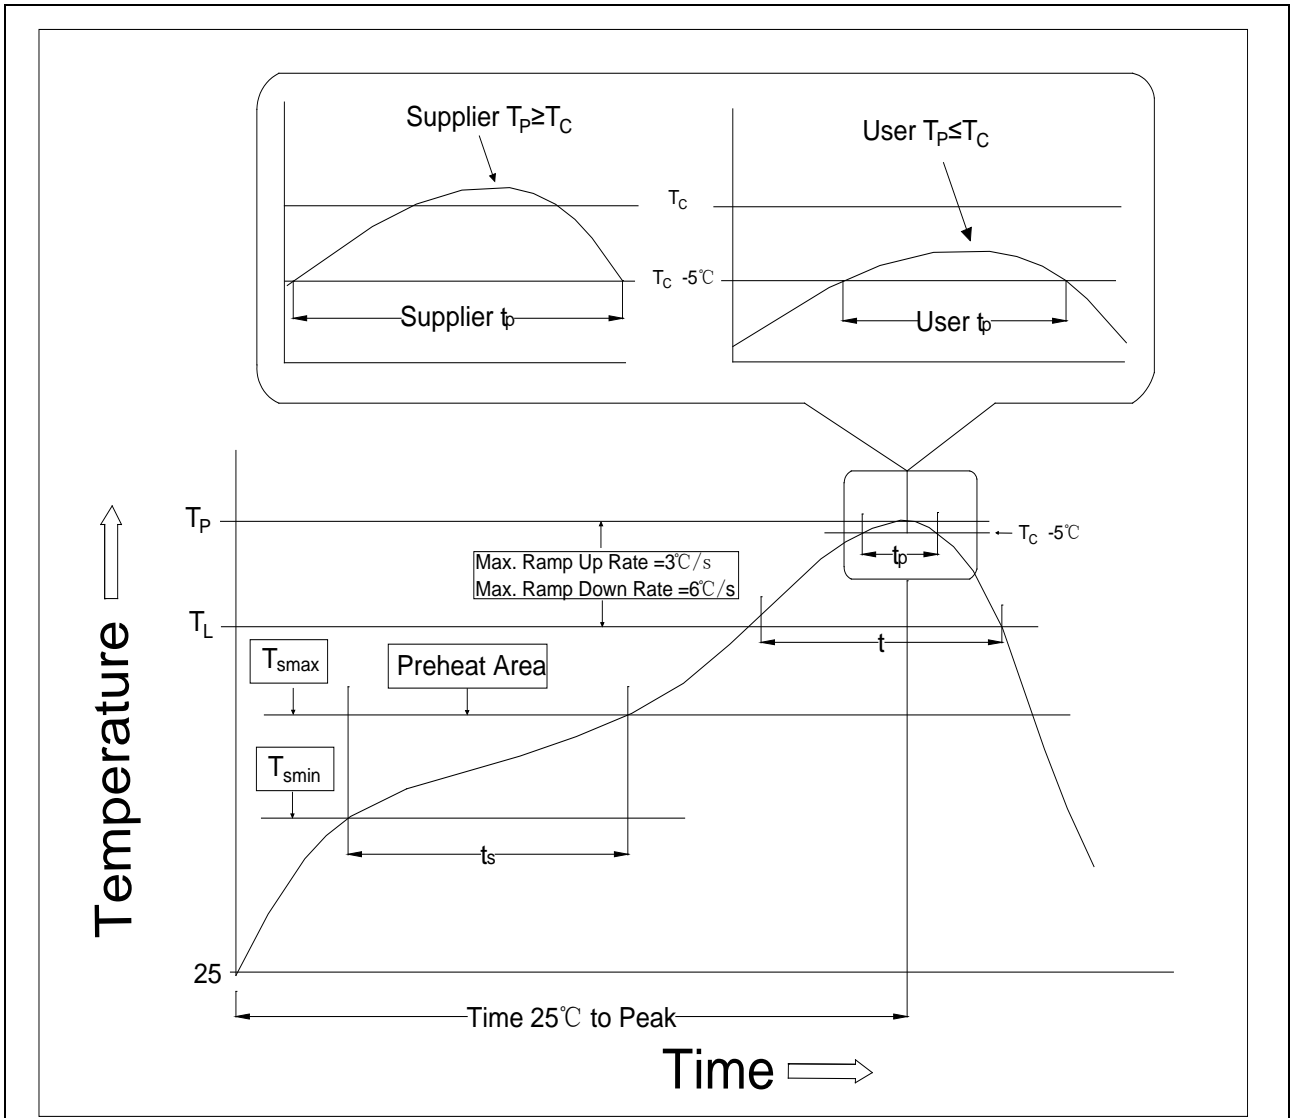 Supplier TP≥TC
User TP≤TC
TC
TC -5℃
Supplier tp
User tp
TP
TC -5℃
tp
Max. Ramp Up Rate =3℃/s
Max. Ramp Down Rate =6℃/s
TL
t
Tsmax
Preheat Area
Tsmin
ts
Temperature
25
Time 25℃ to Peak
Time